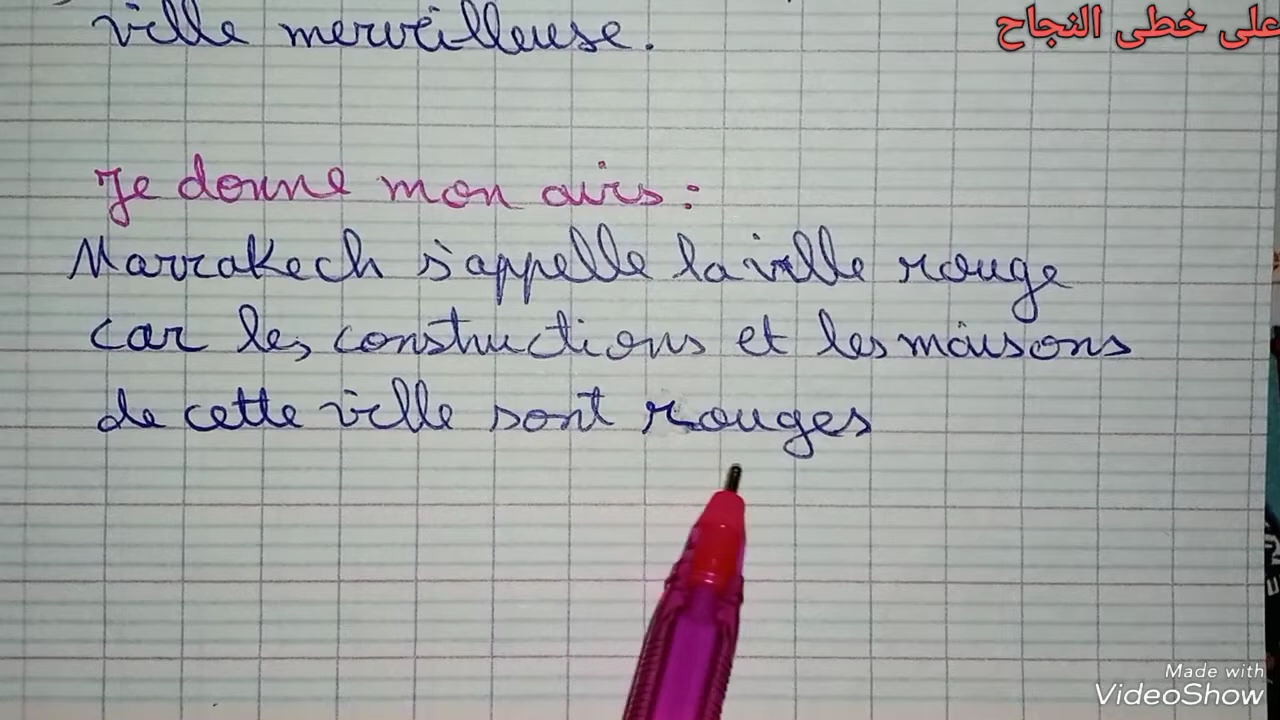 على خطى النجاح
ville merveilleuse.
Je donne mon avis :
Marrakech s'appelle la ville rouge
car les constructions et les maisons
de cette ville sont rouges
Made with
VideoShow